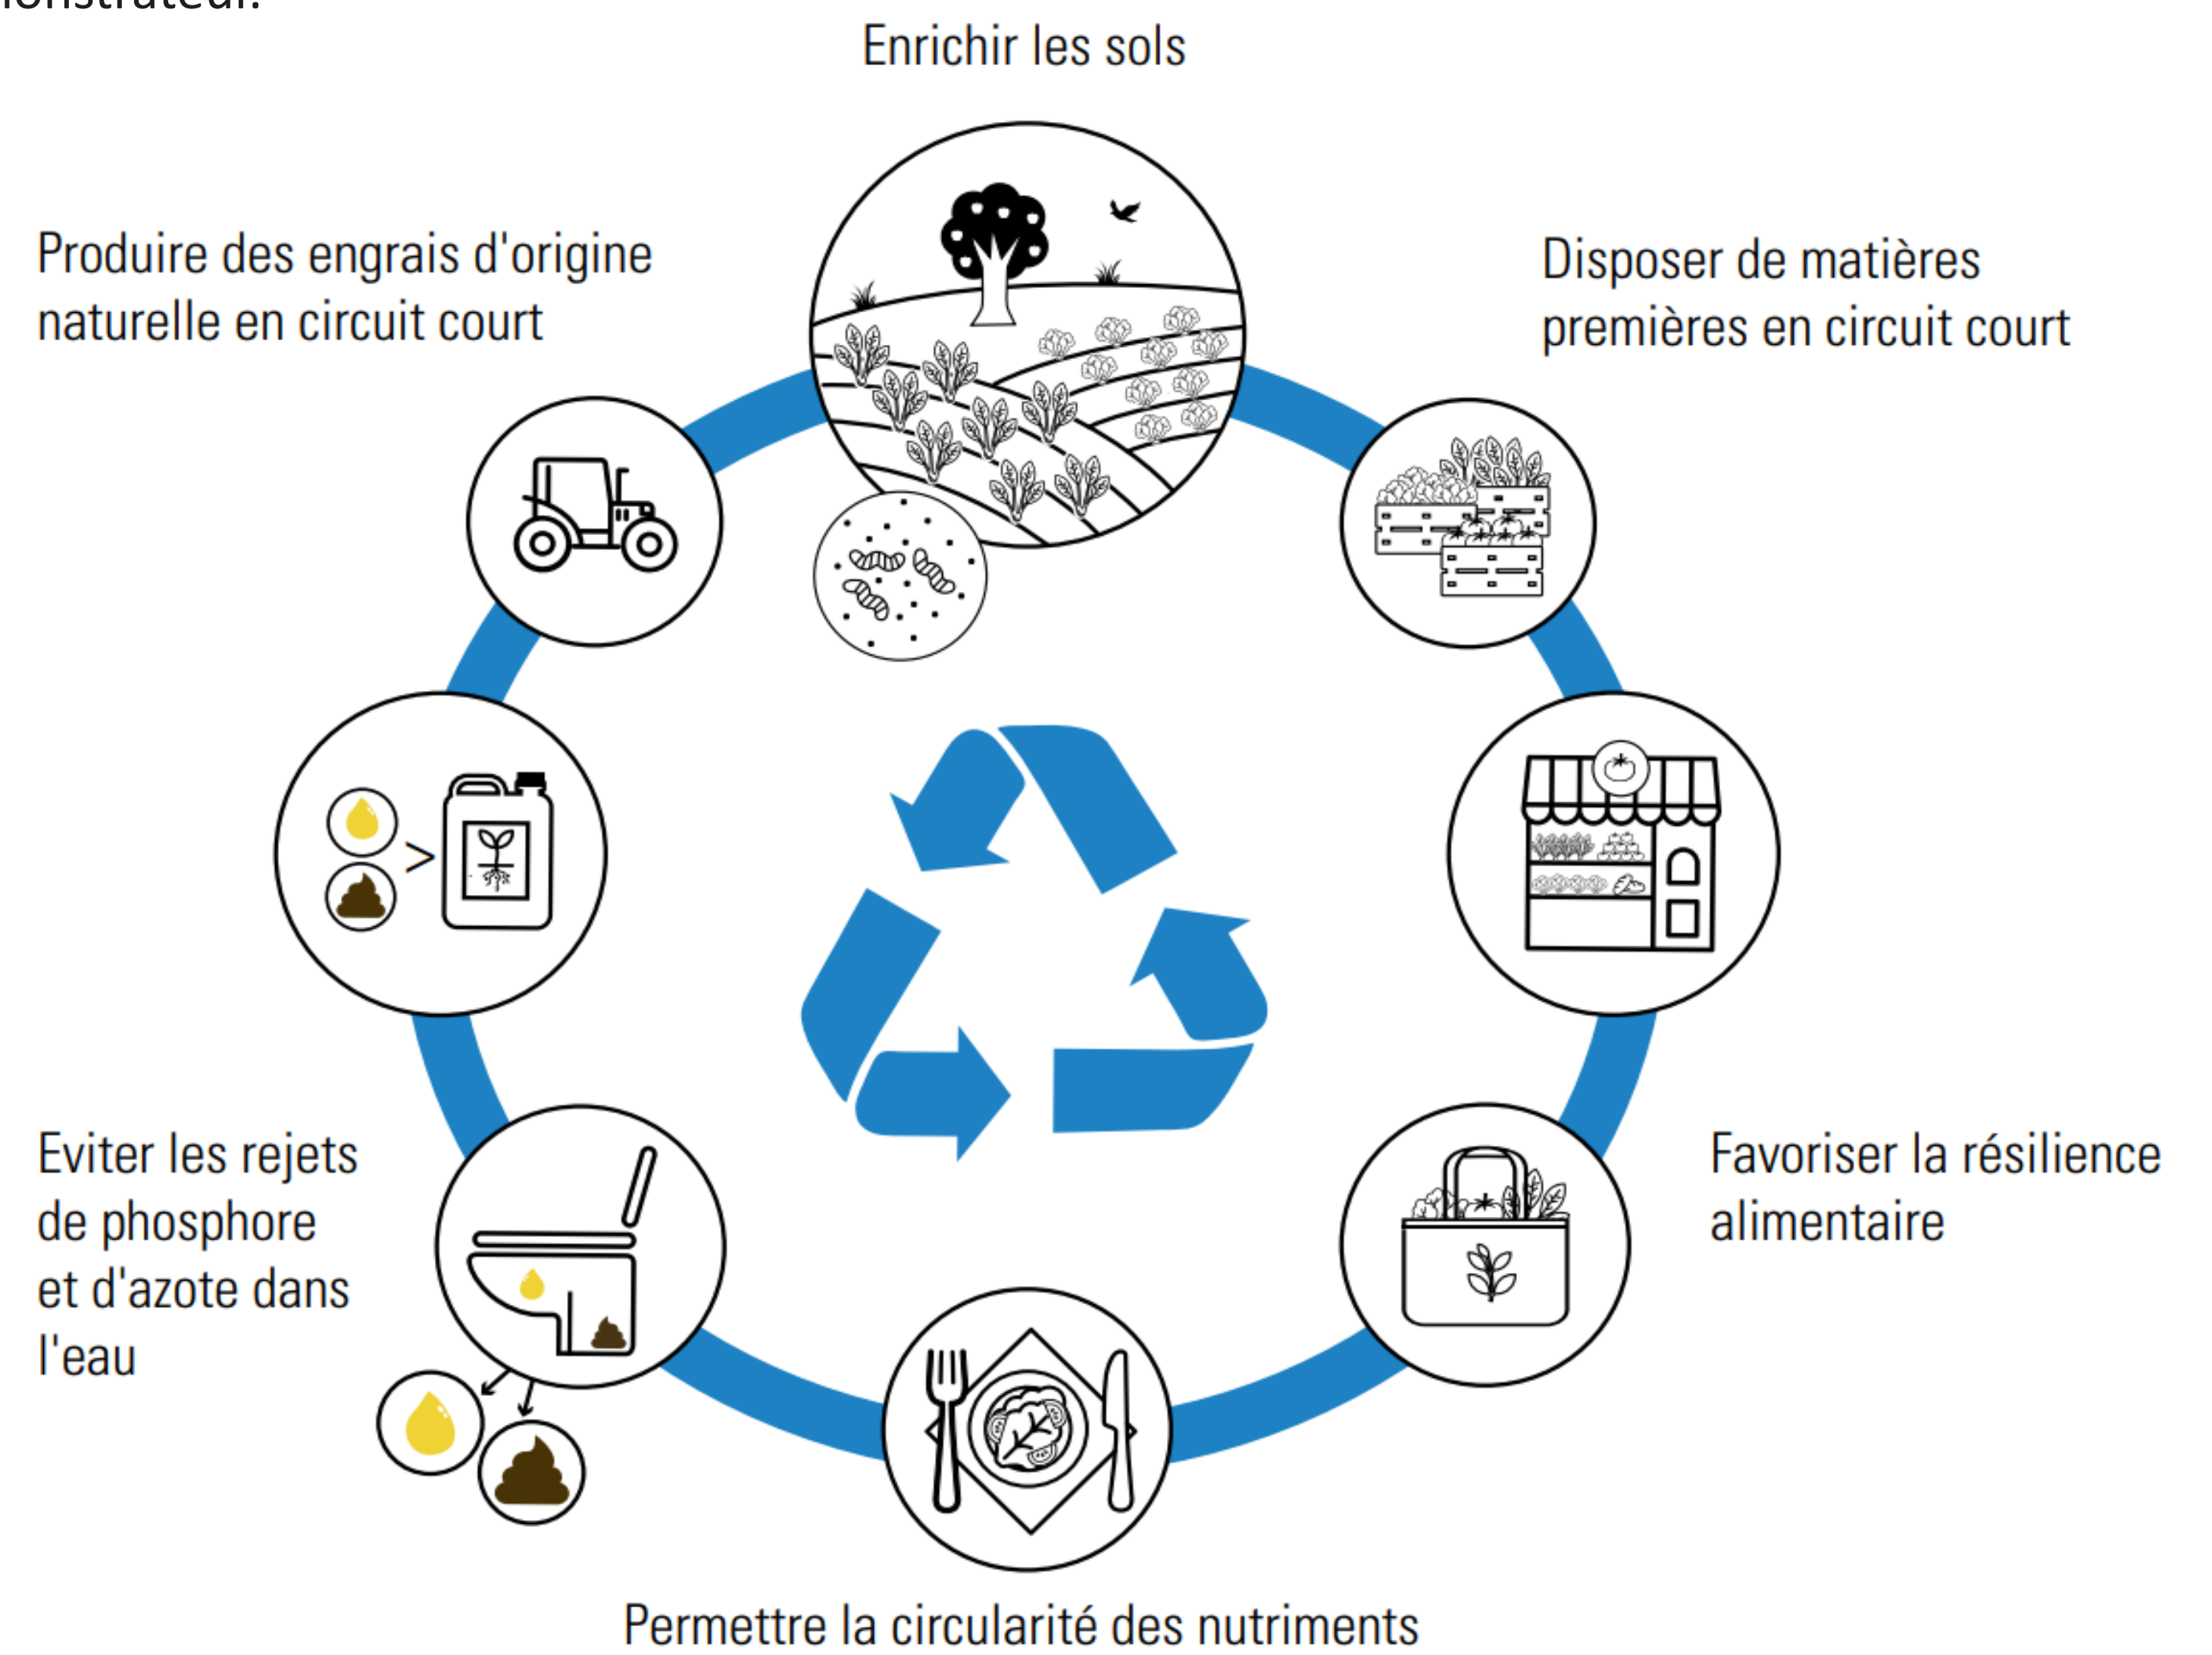 Enrichir les sols
Produire des engrais d'origine
naturelle en circuit court
Disposer de matières
premières en circuit court
>
Eviter les rejets
de phosphore
et d'azote dans
l'eau
Favoriser la résilience
alimentaire
Permettre la circularité des nutriments